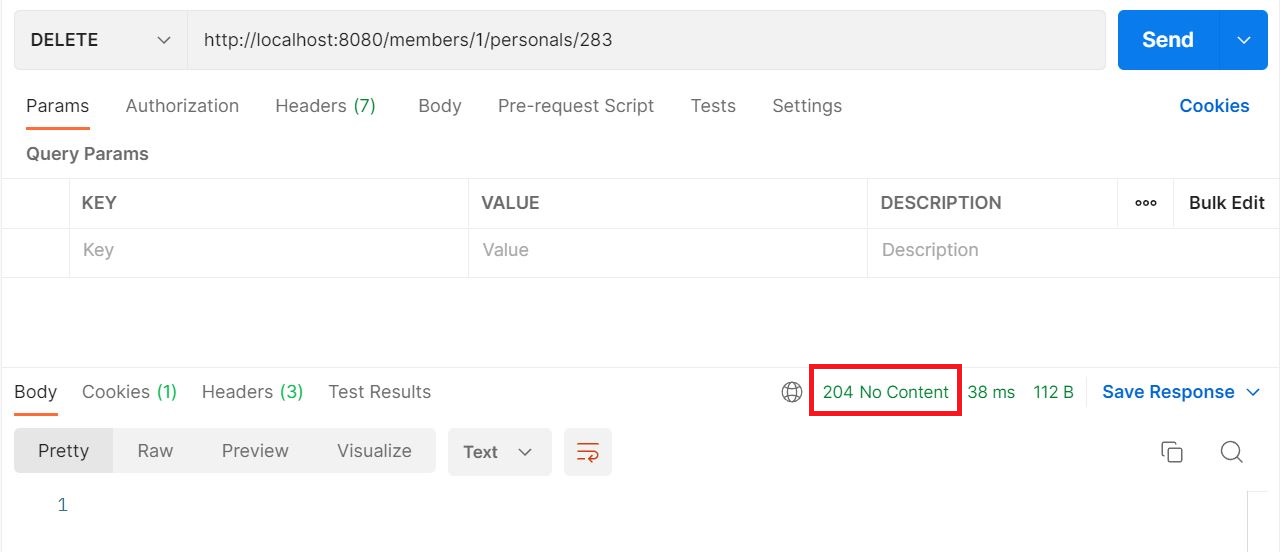 DELETE http://localhost:8080/members/1/personals/283 Send
Params Authorization Headers (7) Body Pre-request Script Tests Settings Cookies
Query Params
KEY VALUE DESCRIPTION Bulk Edit
Key Value Description
Body Cookies (1) Headers (3) Test Results 204 No Content 38 ms 112 B Save Response
Pretty Raw Preview Visualize Text
1